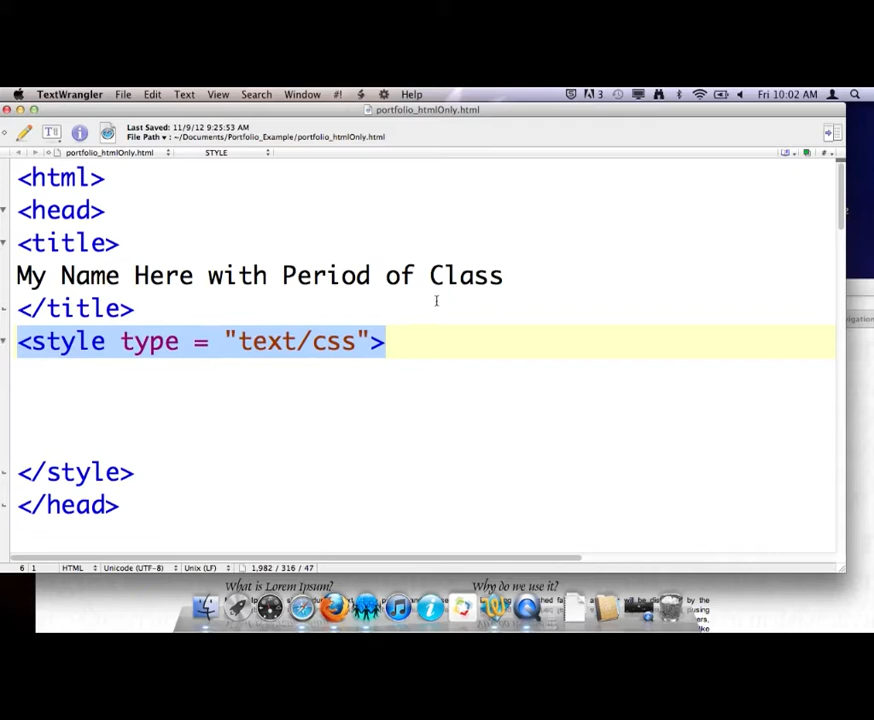 TextWrangler File Edit Text View Search Window #! Help 3 Fri 10:02 AM
portfolio_htmlOnly.html
Last Saved: 11/9/12 9:25:53 AM
File Path ▾ : ~/Documents/Portfolio_Example/portfolio_htmlOnly.html
portfolio_htmlOnly.html STYLE
<html>
<head>
<title>
My Name Here with Period of Class
</title>
<style type = "text/css">
</style>
</head>
6 1 HTML Unicode (UTF-8) Unix (LF) 1,982 / 316 / 47
What is Lorem Ipsum? Why do we use it?
by the